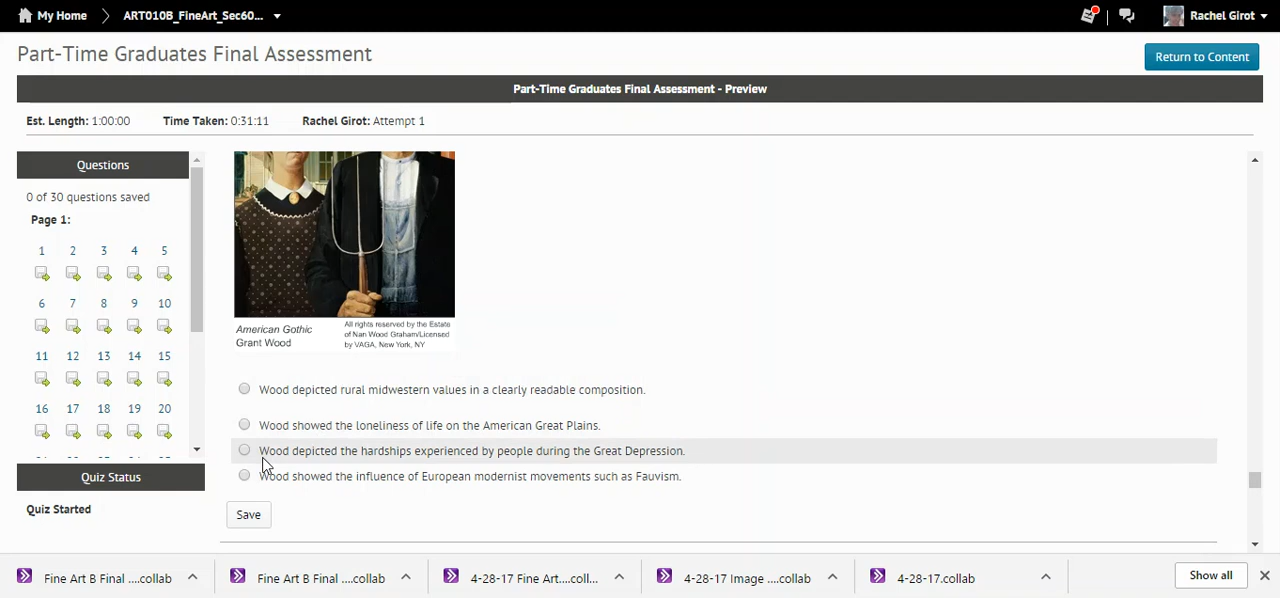 My Home
ART010B_FineArt_Sec60...
Rachel Girot
Part-Time Graduates Final Assessment
Return to Content
Part-Time Graduates Final Assessment - Preview
Est. Length: 1:00:00 Time Taken: 0:31:11 Rachel Girot: Attempt 1
Questions
0 of 30 questions saved
Page 1:
1 2 3 4 5
6 7 8 9 10
11 12 13 14 15
16 17 18 19 20
Quiz Status
Quiz Started
American Gothic
Grant Wood
All rights reserved by the Estate
of Nan Wood Graham/Licensed
by VAGA, New York, NY
Wood depicted rural midwestern values in a clearly readable composition.
Wood showed the loneliness of life on the American Great Plains.
Wood depicted the hardships experienced by people during the Great Depression.
Wood showed the influence of European modernist movements such as Fauvism.
Save
Fine Art B Final ....collab
Fine Art B Final ....collab
4-28-17 Fine Art....coll...
4-28-17 Image ....collab
4-28-17.collab
Show all